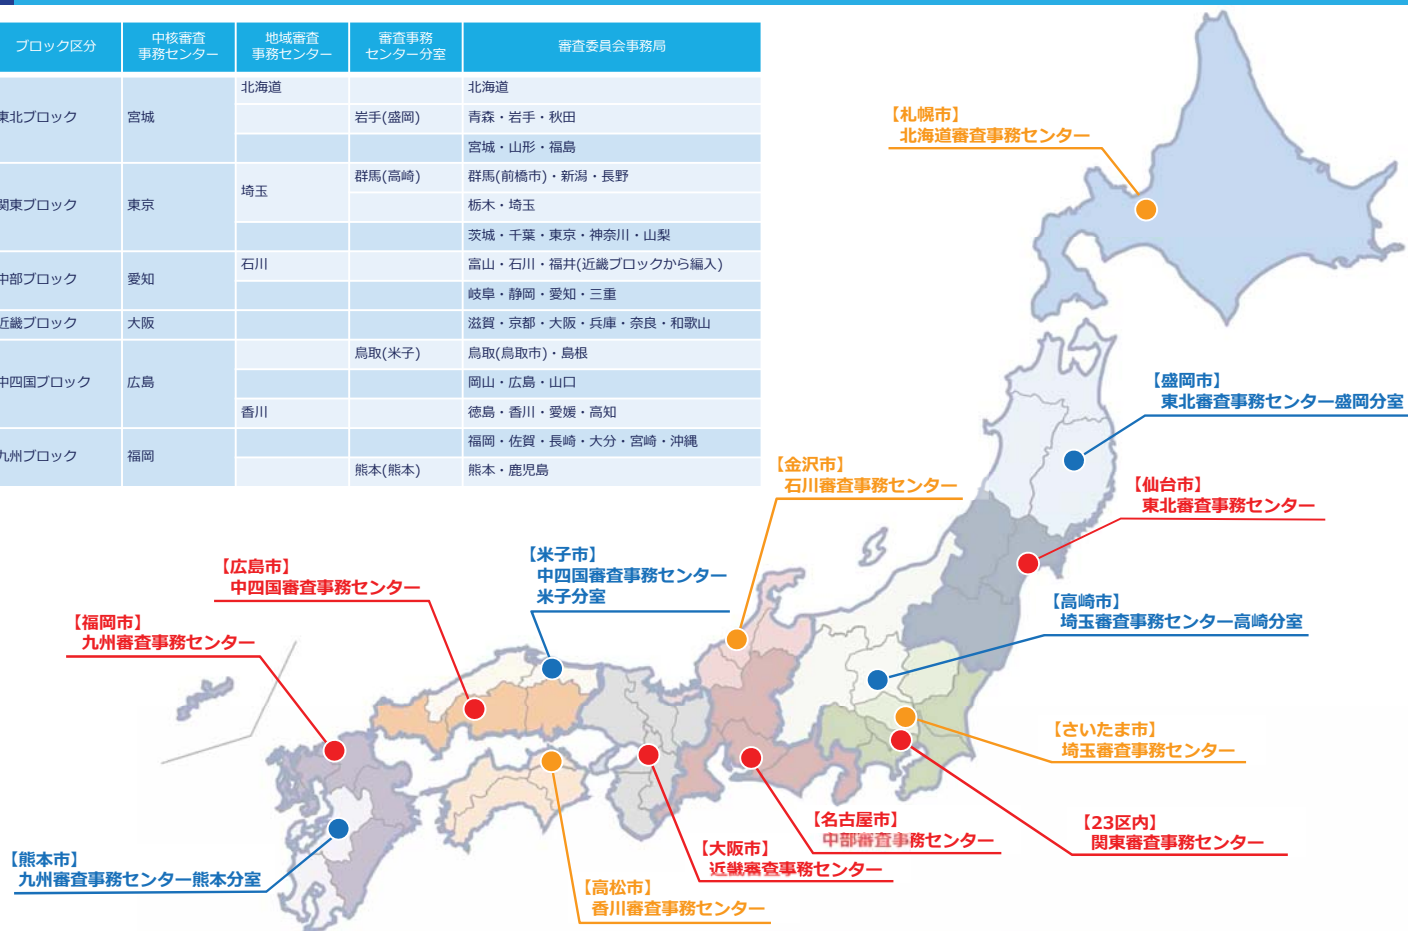 ブロック区分 中核審査 地域審査 審査事務 審査委員会事務局
事務センター 事務センター センター分室
東北ブロック 宮城 北海道 北海道
岩手(盛岡) 青森・岩手・秋田
宮城・山形・福島
関東ブロック 東京 埼玉 群馬(高崎) 群馬(前橋市)・新潟・長野
栃木・埼玉
茨城・千葉・東京・神奈川・山梨
中部ブロック 愛知 石川 富山・石川・福井(近畿ブロックから編入)
岐阜・静岡・愛知・三重
近畿ブロック 大阪 滋賀・京都・大阪・兵庫・奈良・和歌山
中四国ブロック 広島 鳥取(米子) 鳥取(鳥取市)・島根
岡山・広島・山口
香川 徳島・香川・愛媛・高知
九州ブロック 福岡 福岡・佐賀・長崎・大分・宮崎・沖縄
熊本(熊本) 熊本・鹿児島
【札幌市】
北海道審査事務センター
【盛岡市】
東北審査事務センター盛岡分室
【金沢市】
石川審査事務センター
【仙台市】
東北審査事務センター
【米子市】
中四国審査事務センター
米子分室
【広島市】
中四国審査事務センター
【高崎市】
埼玉審査事務センター高崎分室
【福岡市】
九州審査事務センター
【さいたま市】
埼玉審査事務センター
【名古屋市】
中部審査事務センター
【23区内】
関東審査事務センター
【大阪市】
近畿審査事務センター
【熊本市】
九州審査事務センター熊本分室
【高松市】
香川審査事務センター